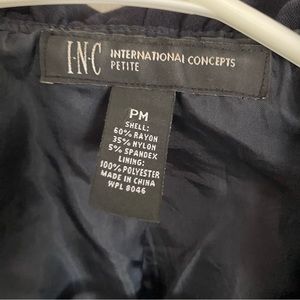 I·N·C INTERNATIONAL CONCEPTS
PETITE
PM
SHELL:
60% RAYON
35% NYLON
5% SPANDEX
LINING:
100% POLYESTER
MADE IN CHINA
WPL 8046